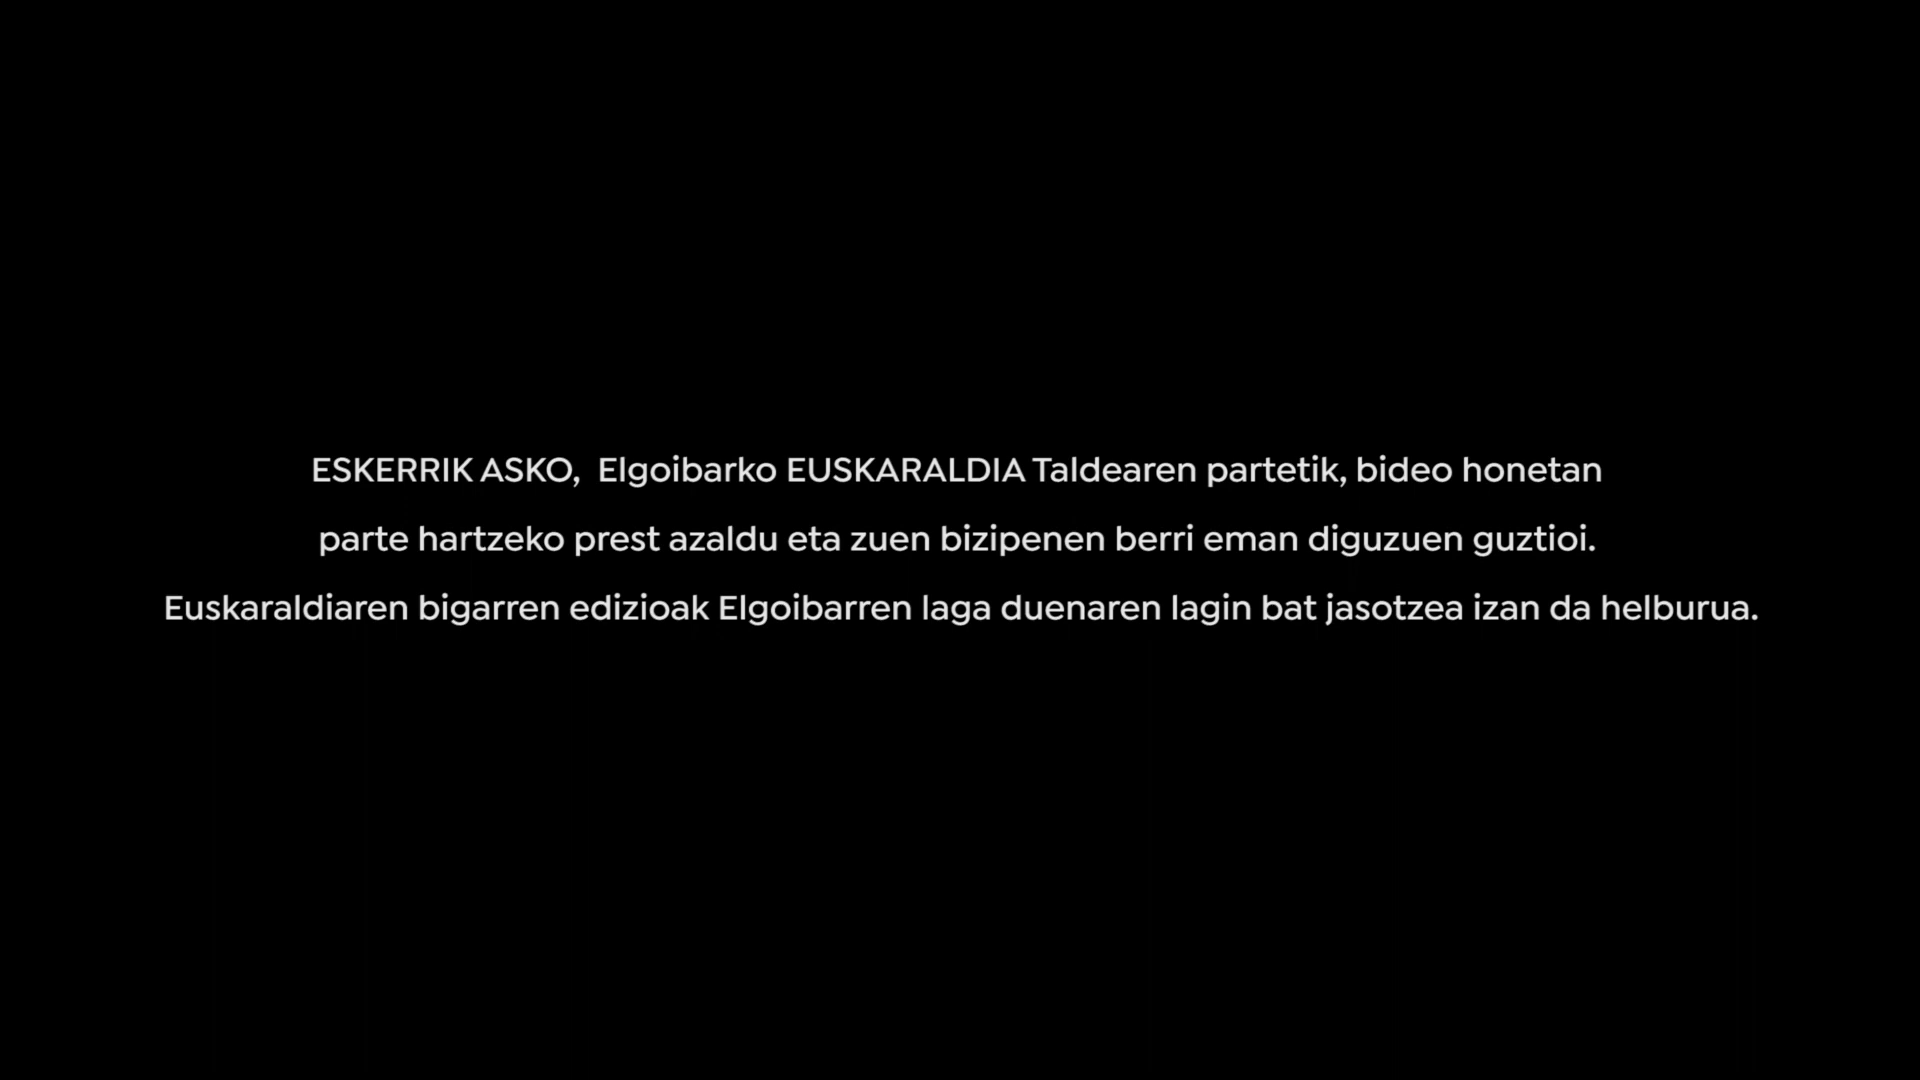 ESKERRIK ASKO,  Elgoibarko EUSKARALDIA Taldearen partetik, bideo honetan
parte hartzeko prest azaldu eta zuen bizipenen berri eman diguzuen guztioi.
Euskaraldiaren bigarren edizioak Elgoibarren laga duenaren lagin bat jasotzea izan da helburua.